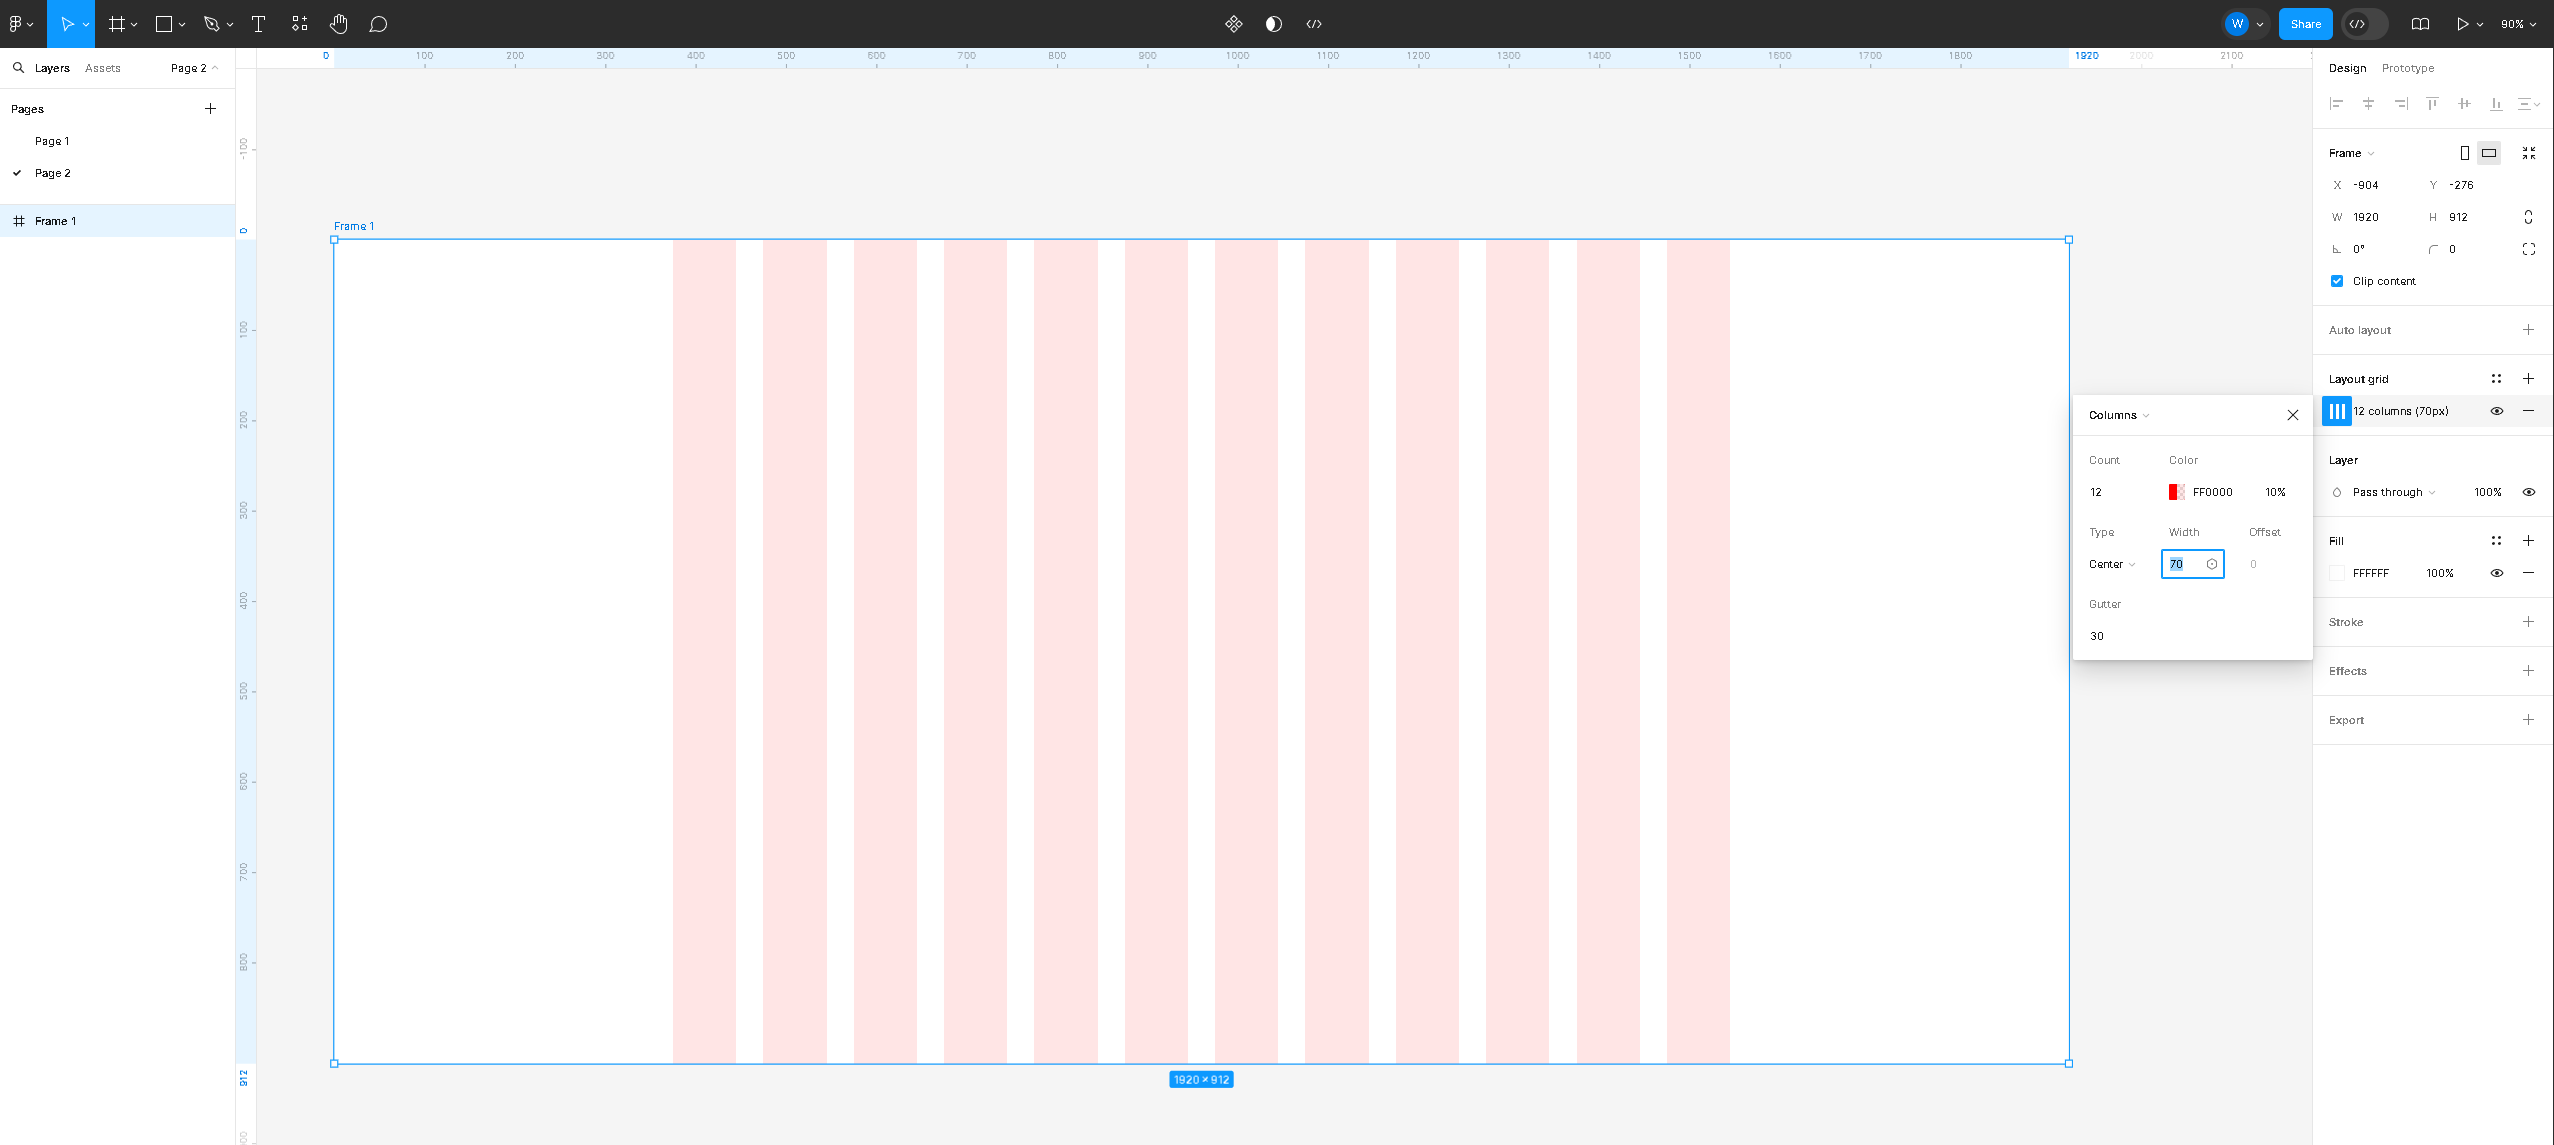 W
Share
90%
Layers
Assets
Page 2
Pages
Page 1
Page 2
Frame 1
0 100 200 300 400 500 600 700 800 900 1000 1100 1200 1300 1400 1500 1600 1700 1800 1920 2000 2100
-100
0
100
200
300
400
500
600
700
800
912
Frame 1
1920 × 912
Columns
Count Color
12 FF0000 10%
Type Width Offset
Center 70 0
Gutter
30
Design Prototype
Frame
X -904 Y -276
W 1920 H 912
0° 0
Clip content
Auto layout
Layout grid
12 columns (70px)
Layer
Pass through 100%
Fill
FFFFFF 100%
Stroke
Effects
Export